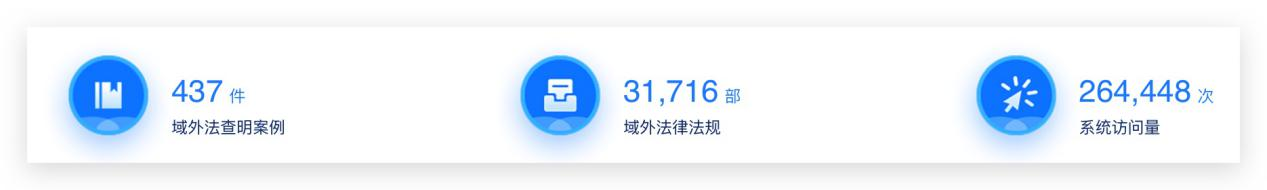 437 件
域外法查明案例
31,716 部
域外法律法规
264,448 次
系统访问量